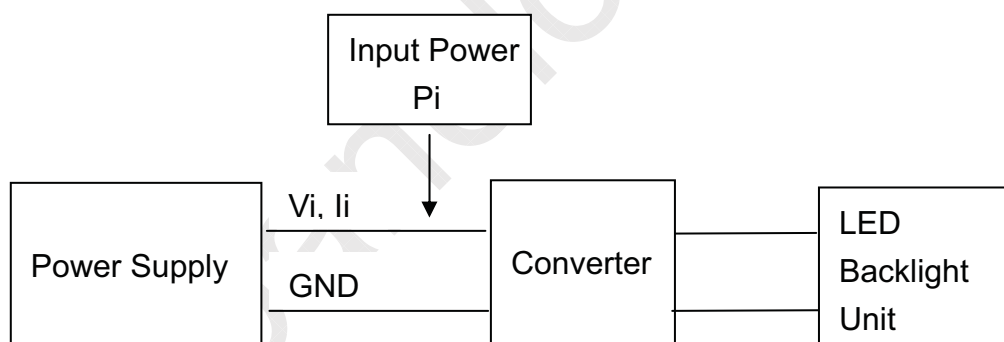 Input Power
Pi
Vi, Ii
GND
Power Supply
Converter
LED
Backlight
Unit